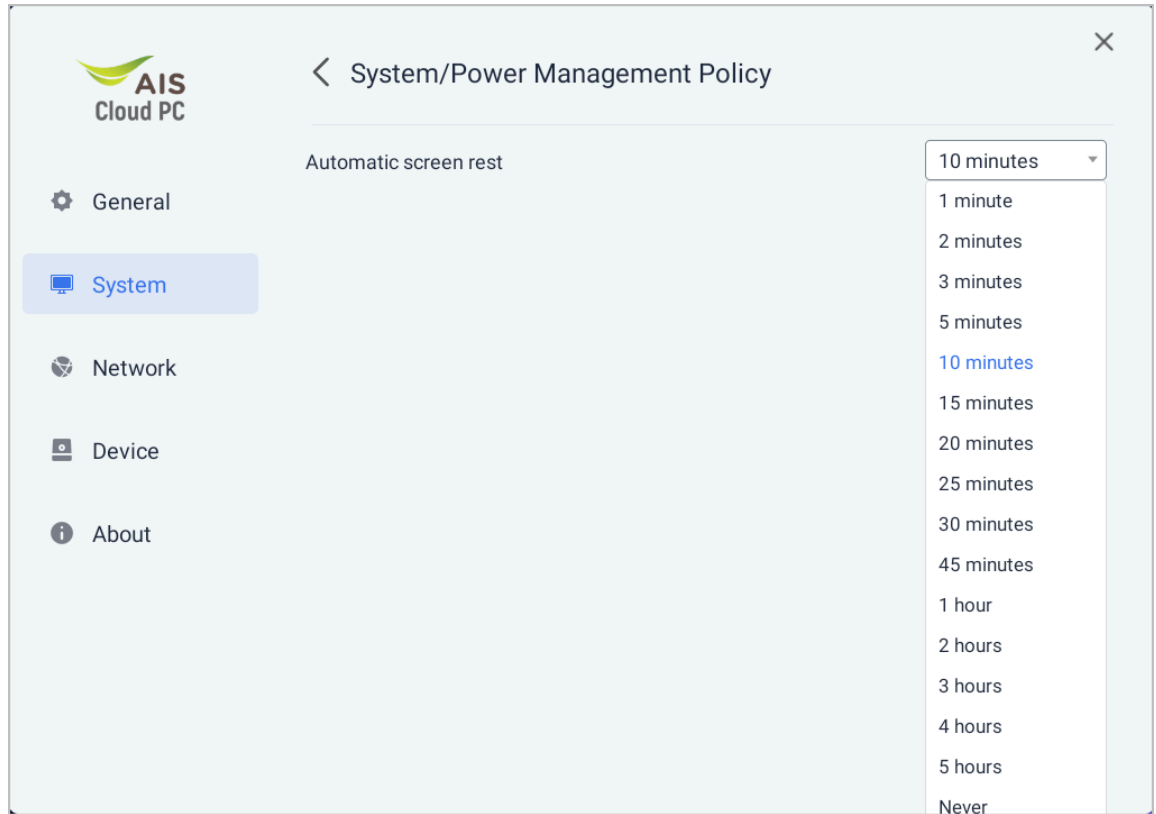 AIS
Cloud PC
System/Power Management Policy
Automatic screen rest
10 minutes
General
System
Network
Device
About
1 minute
2 minutes
3 minutes
5 minutes
10 minutes
15 minutes
20 minutes
25 minutes
30 minutes
45 minutes
1 hour
2 hours
3 hours
4 hours
5 hours
Never